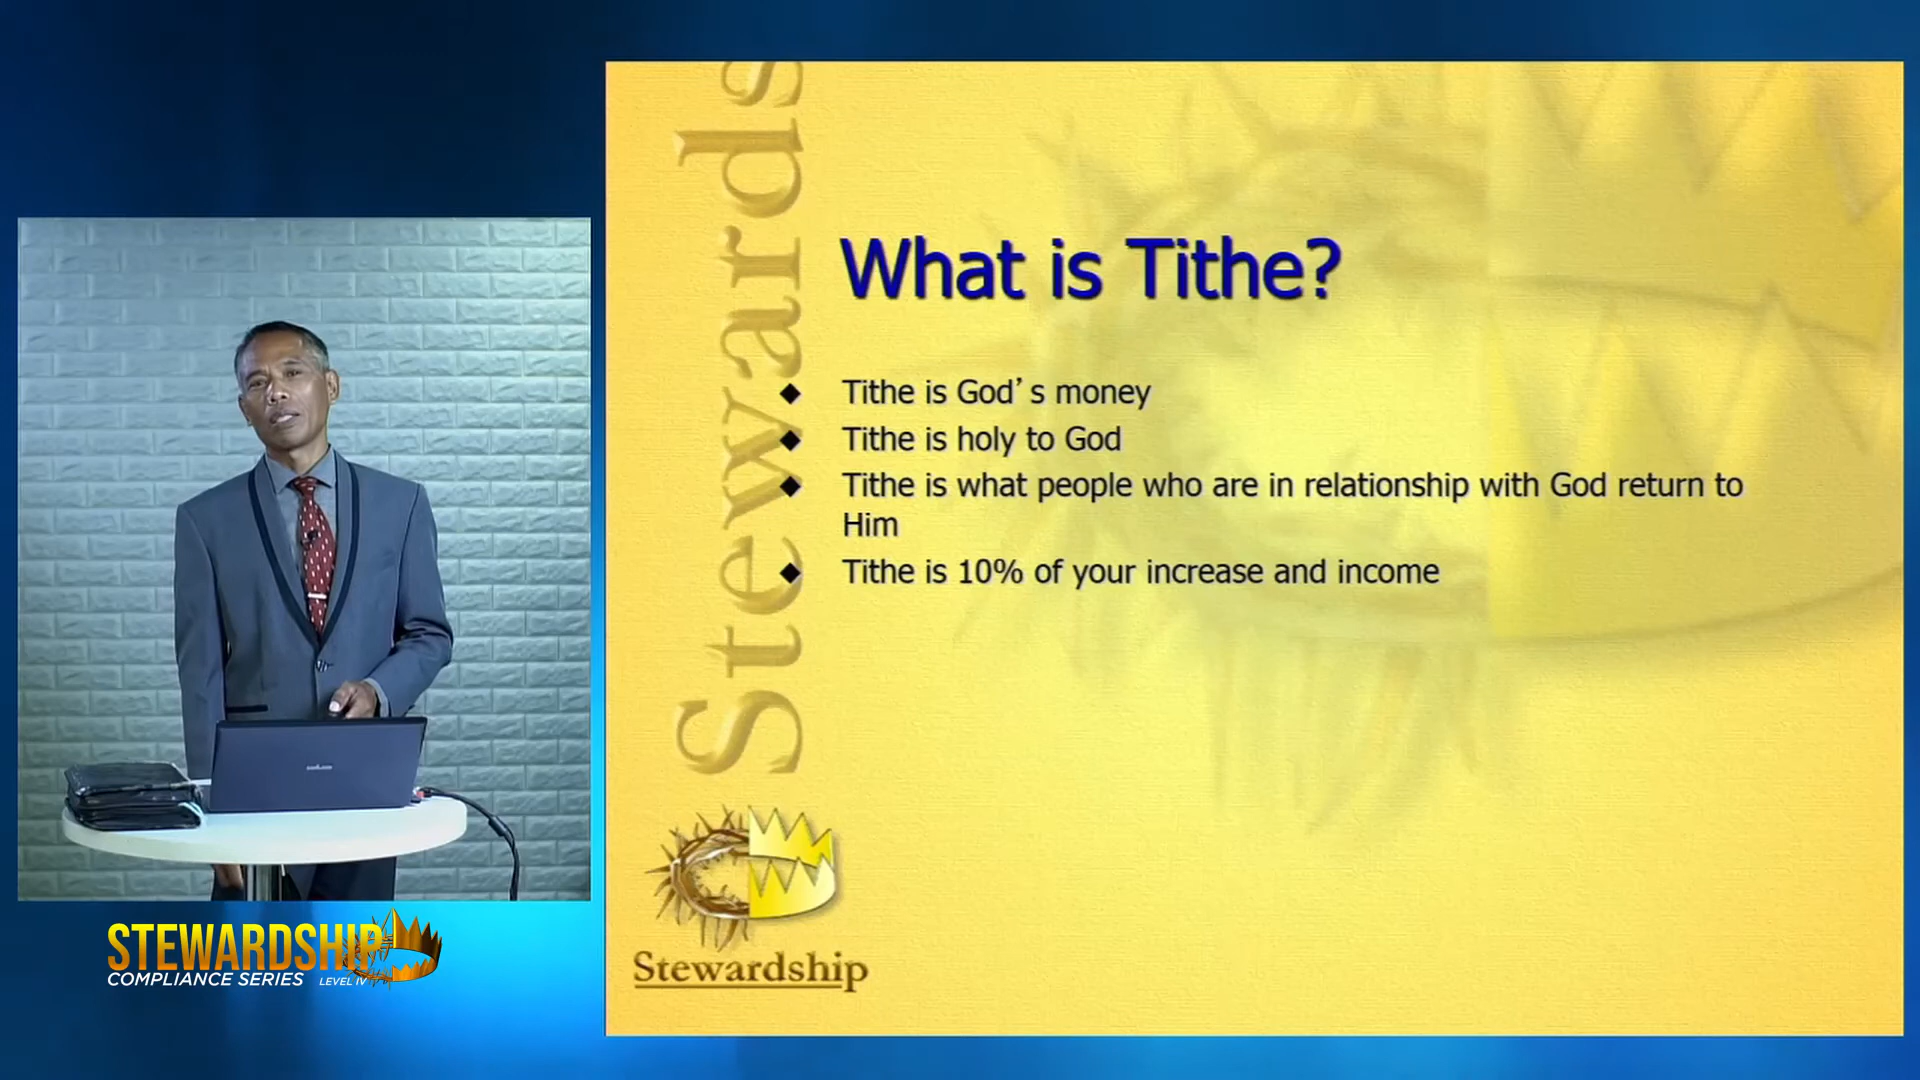 Stewards
What is Tithe?
◆ Tithe is God's money
◆ Tithe is holy to God
◆ Tithe is what people who are in relationship with God return to
Him
◆ Tithe is 10% of your increase and income
Stewardship
STEWARDSHIP
COMPLIANCE SERIES LEVEL IV